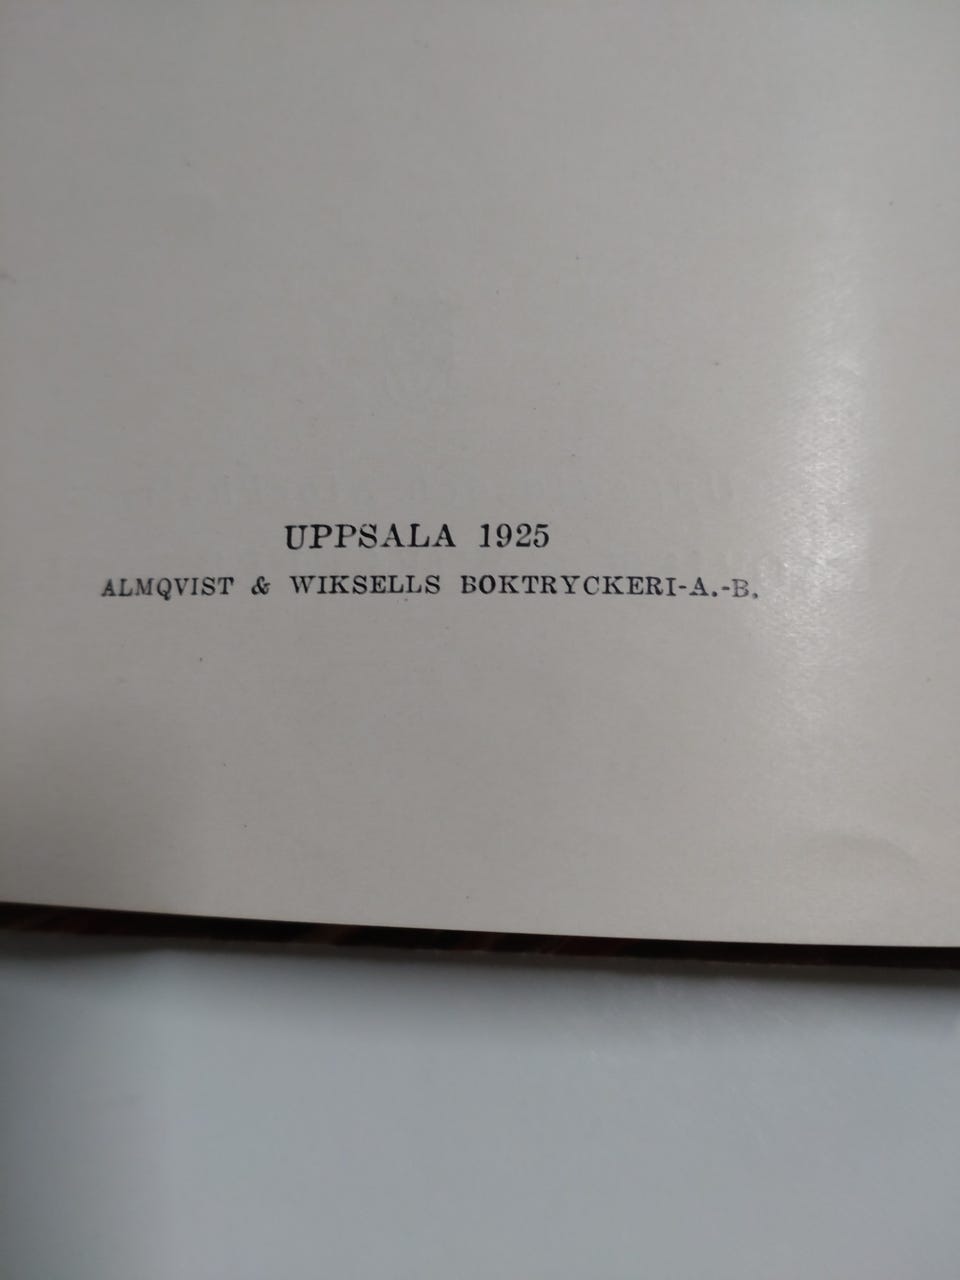 UPPSALA 1925
ALMQVIST & WIKSELLS BOKTRYCKERI-A.-B.